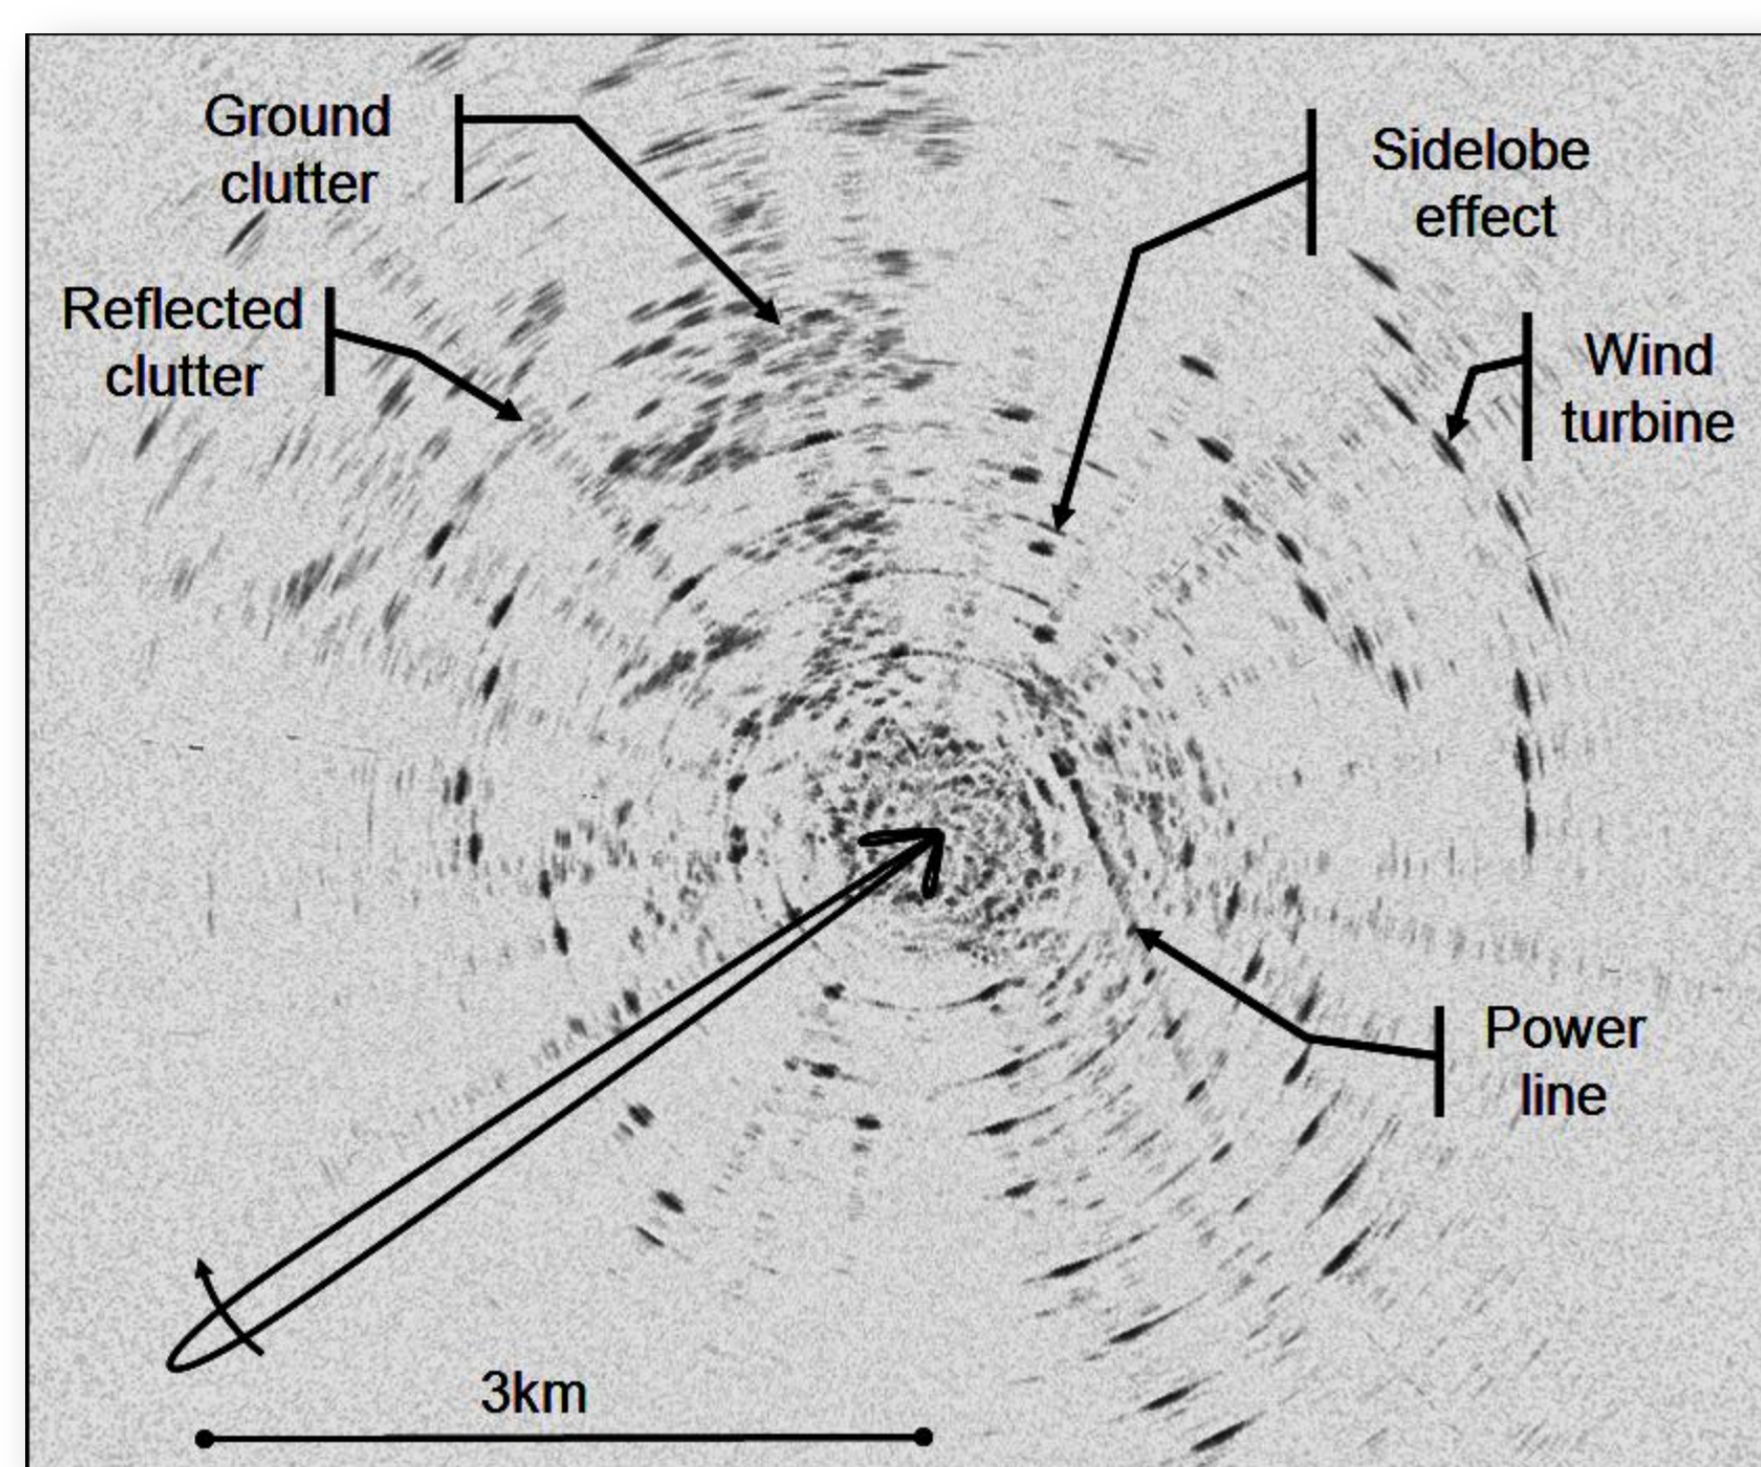 Ground
clutter
Sidelobe
effect
Reflected
clutter
Wind
turbine
Power
line
3km